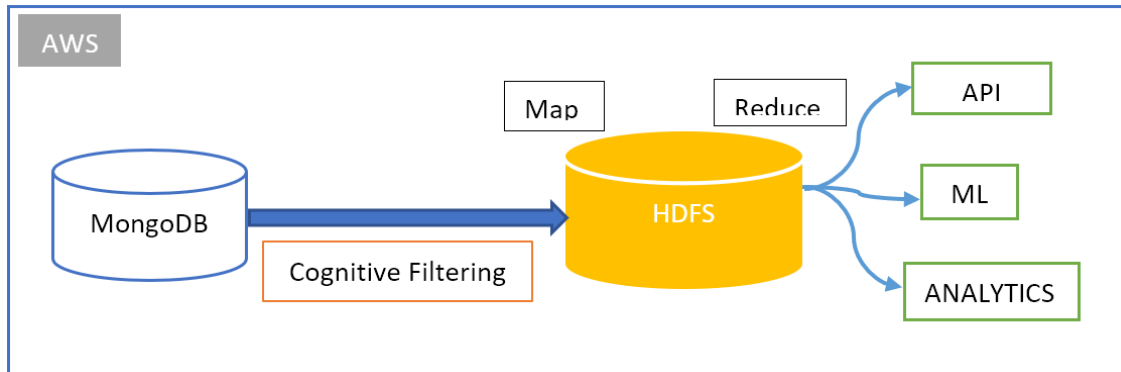 AWS
Map
Reduce
API
MongoDB
HDFS
ML
Cognitive Filtering
ANALYTICS